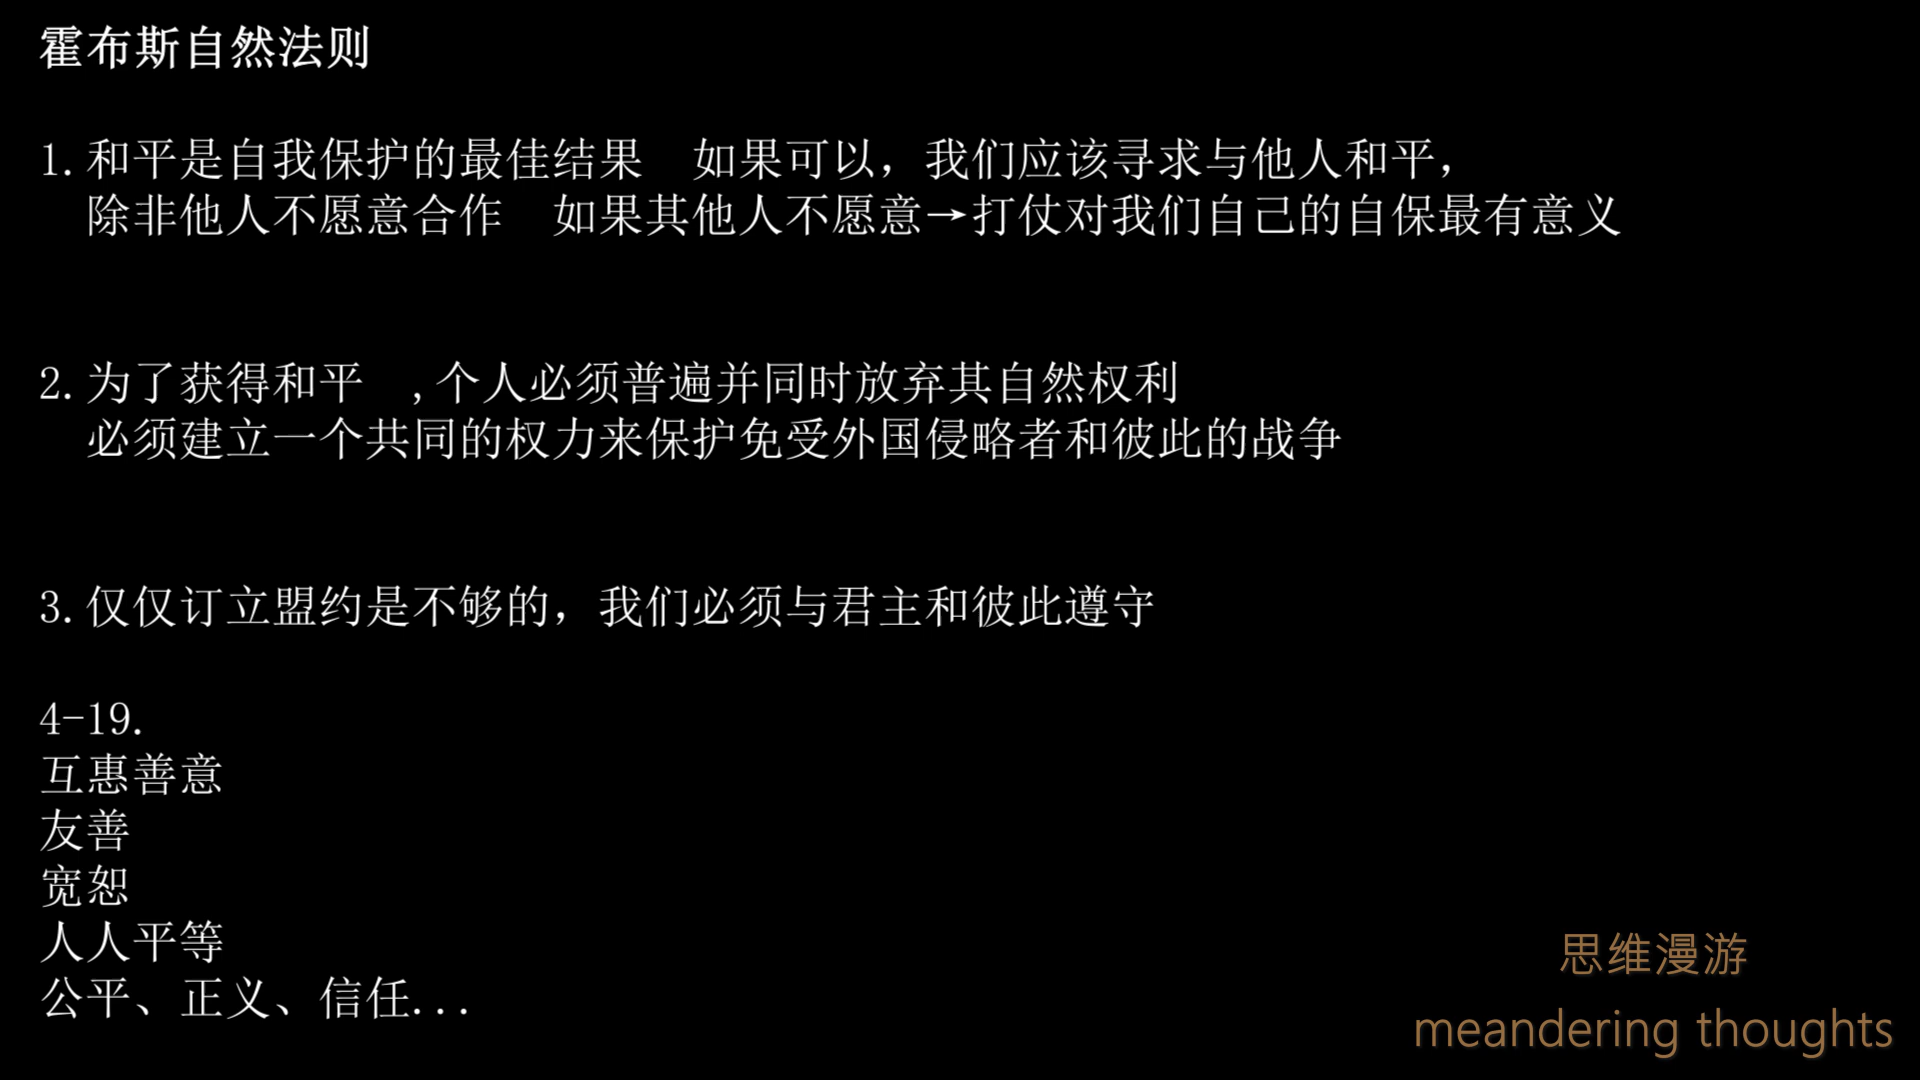 霍布斯自然法则
1. 和平是自我保护的最佳结果　如果可以，我们应该寻求与他人和平，
除非他人不愿意合作　如果其他人不愿意→打仗对我们自己的自保最有意义
2. 为了获得和平　,个人必须普遍并同时放弃其自然权利
必须建立一个共同的权力来保护免受外国侵略者和彼此的战争
3. 仅仅订立盟约是不够的，我们必须与君主和彼此遵守
4-19.
互惠善意
友善
宽恕
人人平等
公平、正义、信任...
思维漫游
meandering thoughts